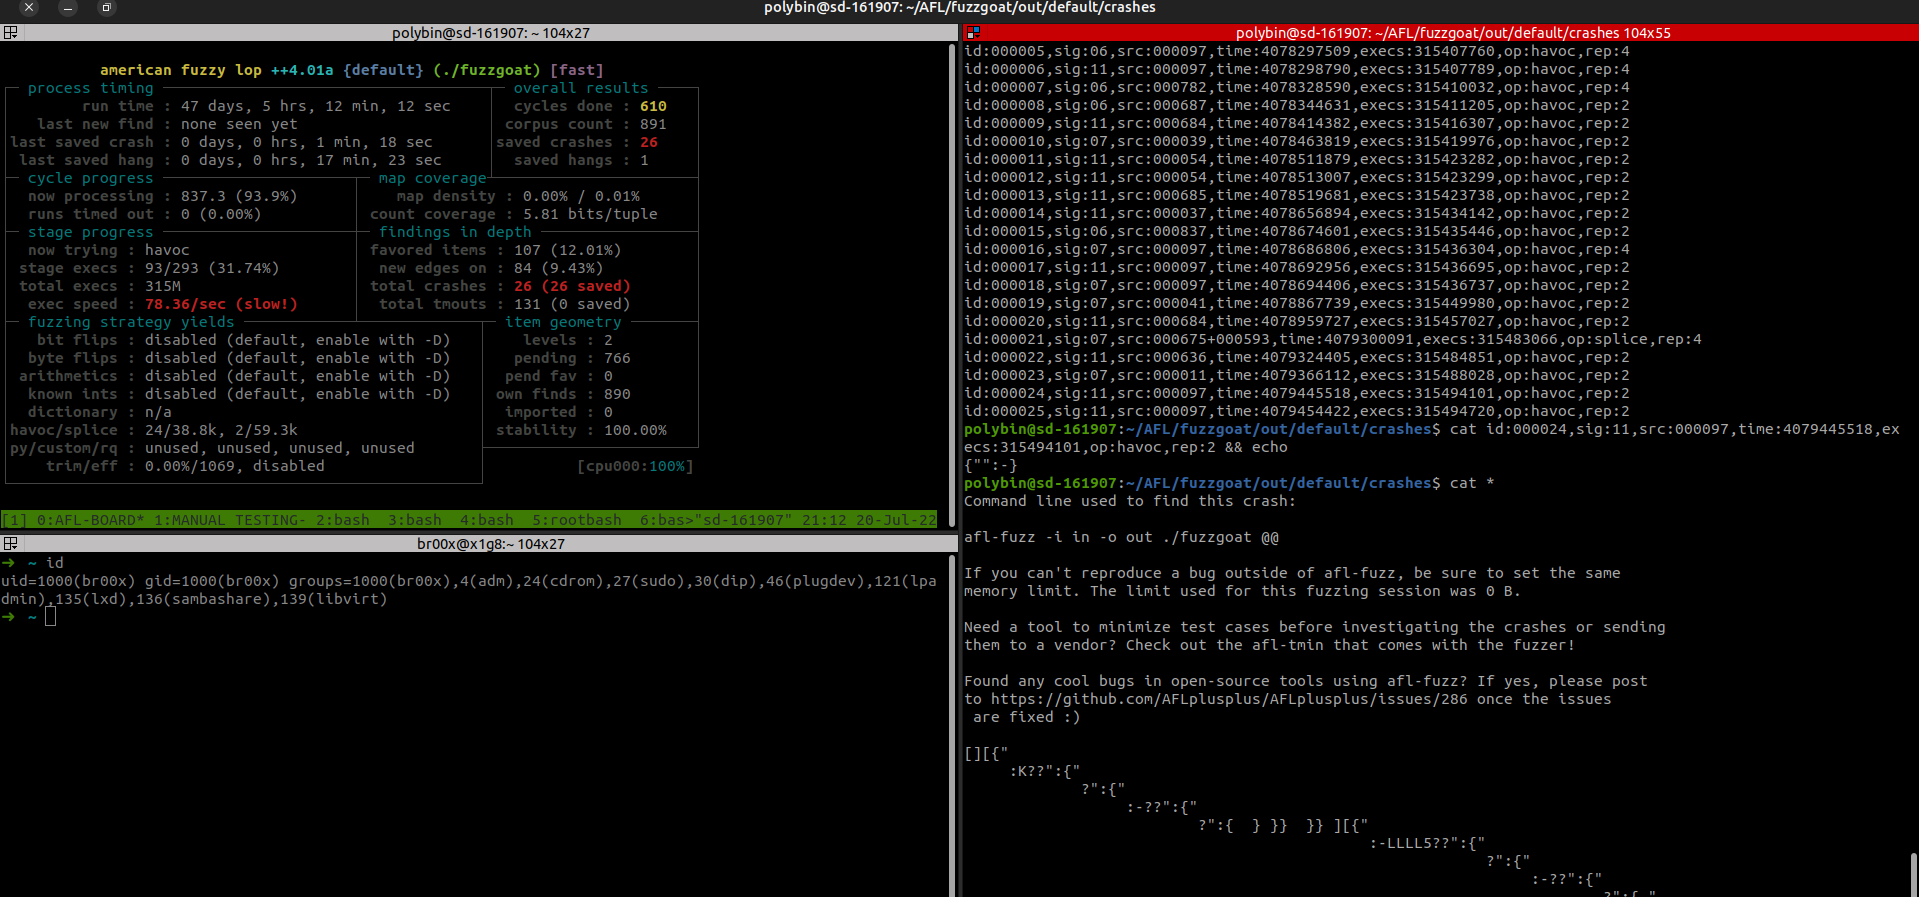 polybin@sd-161907: ~/AFL/fuzzgoat/out/default/crashes
polybin@sd-161907: ~ 104x27
american fuzzy lop ++4.01a {default} (./fuzzgoat) [fast]
process timing
run time : 47 days, 5 hrs, 12 min, 12 sec
last new find : none seen yet
last saved crash : 0 days, 0 hrs, 1 min, 18 sec
last saved hang : 0 days, 0 hrs, 17 min, 23 sec
overall results
cycles done : 610
corpus count : 891
saved crashes : 26
saved hangs : 1
cycle progress
now processing : 837.3 (93.9%)
runs timed out : 0 (0.00%)
map coverage
map density : 0.00% / 0.01%
count coverage : 5.81 bits/tuple
stage progress
now trying : havoc
stage execs : 93/293 (31.74%)
total execs : 315M
exec speed : 78.36/sec (slow!)
findings in depth
favored items : 107 (12.01%)
new edges on : 84 (9.43%)
total crashes : 26 (26 saved)
total tmouts : 131 (0 saved)
fuzzing strategy yields
bit flips : disabled (default, enable with -D)
byte flips : disabled (default, enable with -D)
arithmetics : disabled (default, enable with -D)
known ints : disabled (default, enable with -D)
dictionary : n/a
havoc/splice : 24/38.8k, 2/59.3k
py/custom/rq : unused, unused, unused, unused
trim/eff : 0.00%/1069, disabled
item geometry
levels : 2
pending : 766
pend fav : 0
own finds : 890
imported : 0
stability : 100.00%
[cpu000:100%]
[1] 0:AFL-BOARD* 1:MANUAL TESTING- 2:bash  3:bash  4:bash  5:rootbash  6:bas>"sd-161907" 21:12 20-Jul-22
br00x@x1g8:~ 104x27
➜  ~ id
uid=1000(br00x) gid=1000(br00x) groups=1000(br00x),4(adm),24(cdrom),27(sudo),30(dip),46(plugdev),121(lpa
dmin),135(lxd),136(sambashare),139(libvirt)
➜  ~
polybin@sd-161907: ~/AFL/fuzzgoat/out/default/crashes 104x55
id:000005,sig:06,src:000097,time:4078297509,execs:315407760,op:havoc,rep:4
id:000006,sig:11,src:000097,time:4078298790,execs:315407789,op:havoc,rep:4
id:000007,sig:06,src:000782,time:4078328590,execs:315410032,op:havoc,rep:4
id:000008,sig:06,src:000687,time:4078344631,execs:315411205,op:havoc,rep:2
id:000009,sig:11,src:000684,time:4078414382,execs:315416307,op:havoc,rep:2
id:000010,sig:07,src:000039,time:4078463819,execs:315419976,op:havoc,rep:2
id:000011,sig:11,src:000054,time:4078511879,execs:315423282,op:havoc,rep:2
id:000012,sig:11,src:000054,time:4078513007,execs:315423299,op:havoc,rep:2
id:000013,sig:11,src:000685,time:4078519681,execs:315423738,op:havoc,rep:2
id:000014,sig:11,src:000037,time:4078656894,execs:315434142,op:havoc,rep:2
id:000015,sig:06,src:000837,time:4078674601,execs:315435446,op:havoc,rep:2
id:000016,sig:07,src:000097,time:4078686806,execs:315436304,op:havoc,rep:4
id:000017,sig:11,src:000097,time:4078692956,execs:315436695,op:havoc,rep:2
id:000018,sig:07,src:000097,time:4078694406,execs:315436737,op:havoc,rep:2
id:000019,sig:07,src:000041,time:4078867739,execs:315449980,op:havoc,rep:2
id:000020,sig:11,src:000684,time:4078959727,execs:315457027,op:havoc,rep:2
id:000021,sig:07,src:000675+000593,time:4079300091,execs:315483066,op:splice,rep:4
id:000022,sig:11,src:000636,time:4079324405,execs:315484851,op:havoc,rep:2
id:000023,sig:07,src:000011,time:4079366112,execs:315488028,op:havoc,rep:2
id:000024,sig:11,src:000097,time:4079445518,execs:315494101,op:havoc,rep:2
id:000025,sig:11,src:000097,time:4079454422,execs:315494720,op:havoc,rep:2
polybin@sd-161907:~/AFL/fuzzgoat/out/default/crashes$ cat id:000024,sig:11,src:000097,time:4079445518,ex
ecs:315494101,op:havoc,rep:2 && echo
{"":-}
polybin@sd-161907:~/AFL/fuzzgoat/out/default/crashes$ cat *
Command line used to find this crash:
afl-fuzz -i in -o out ./fuzzgoat @@
If you can't reproduce a bug outside of afl-fuzz, be sure to set the same
memory limit. The limit used for this fuzzing session was 0 B.
Need a tool to minimize test cases before investigating the crashes or sending
them to a vendor? Check out the afl-tmin that comes with the fuzzer!
Found any cool bugs in open-source tools using afl-fuzz? If yes, please post
to https://github.com/AFLplusplus/AFLplusplus/issues/286 once the issues
are fixed :)
[][{"
:K??":{"
?":{"
:-??":{"
?":{  } }}  }} ][{"
:-LLLL5??":{"
?":{"
:-??":{"